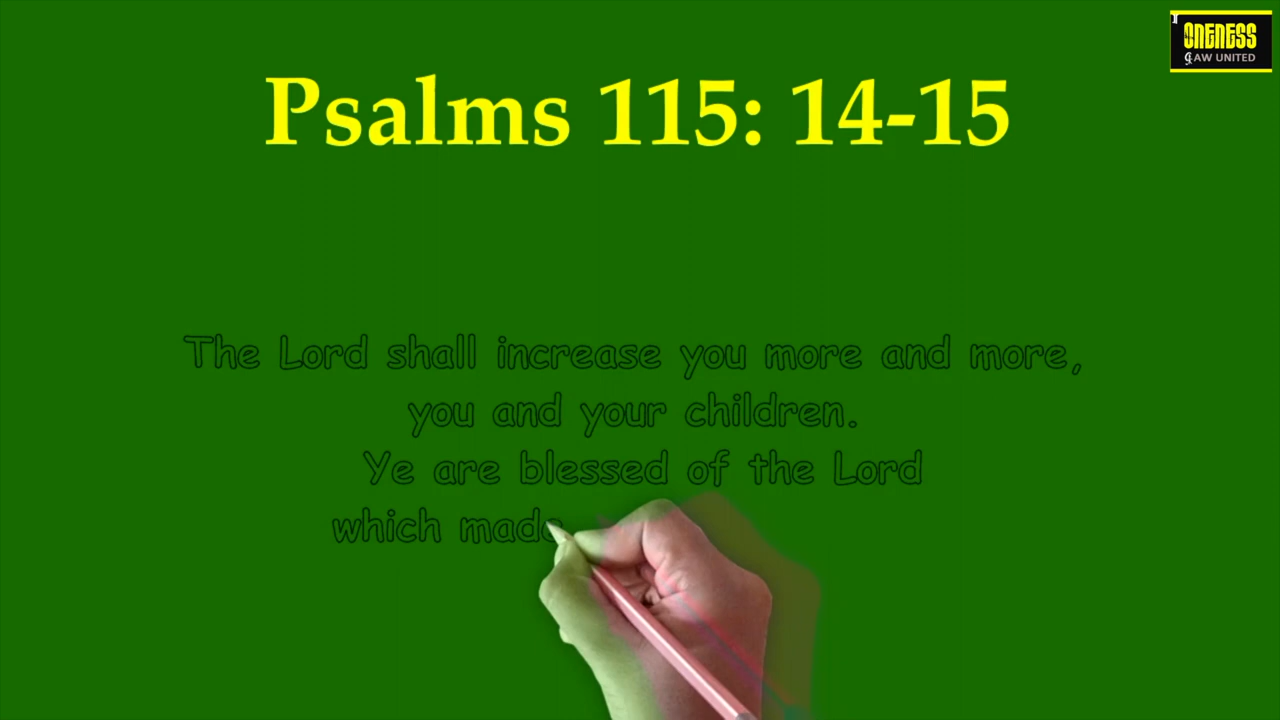 ONENESS
AW UNITED
Psalms 115: 14-15
The Lord shall increase you more and more,
you and your children.
Ye are blessed of the Lord
which made